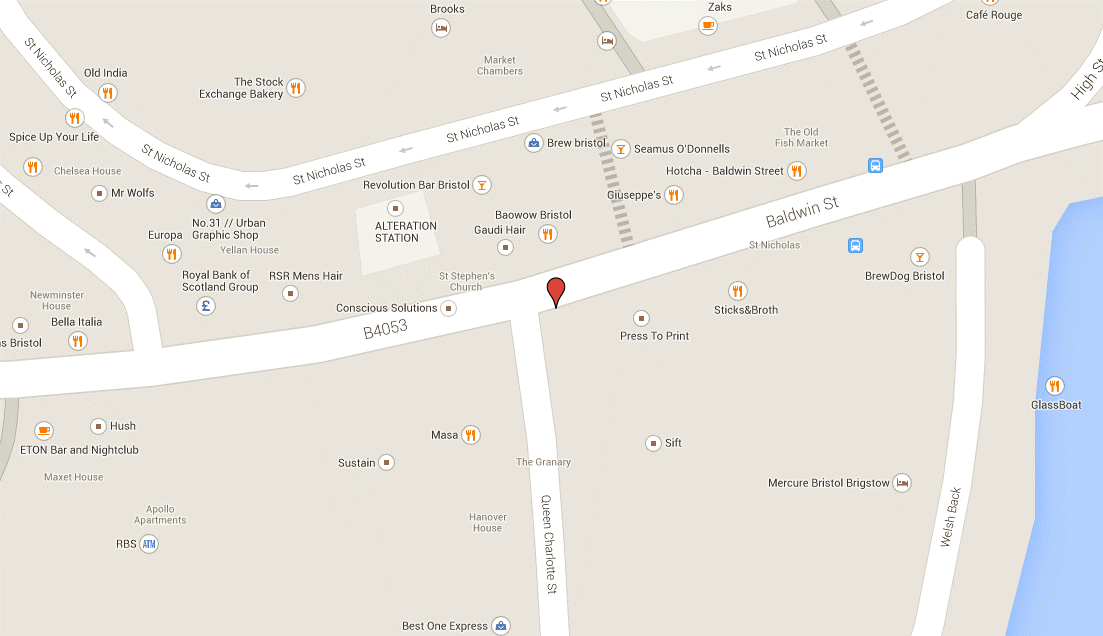 Brooks
Zaks
Café Rouge
St Nicholas St
St Nicholas St
Market
Chambers
High St
Old India
The Stock
Exchange Bakery
St Nicholas St
Spice Up Your Life
St Nicholas St
Brew bristol
Seamus O'Donnells
The Old
Fish Market
St Nicholas St
St Nicholas St
Chelsea House
Hotcha - Baldwin Street
Revolution Bar Bristol
Mr Wolfs
Giuseppe's
St
No.31 // Urban
Graphic Shop
Baowow Bristol
Baldwin St
ALTERATION
STATION
Gaudi Hair
Europa
Yellan House
St Nicholas
Royal Bank of
Scotland Group
£
RSR Mens Hair
St Stephen's
Church
BrewDog Bristol
Newminster
House
Conscious Solutions
Sticks&Broth
Bella Italia
B4053
Press To Print
s Bristol
GlassBoat
Hush
Masa
Sift
ETON Bar and Nightclub
Sustain
The Granary
Maxet House
Mercure Bristol Brigstow
Apollo
Apartments
Hanover
House
Queen Charlotte St
Welsh Back
RBS
ATM
Best One Express